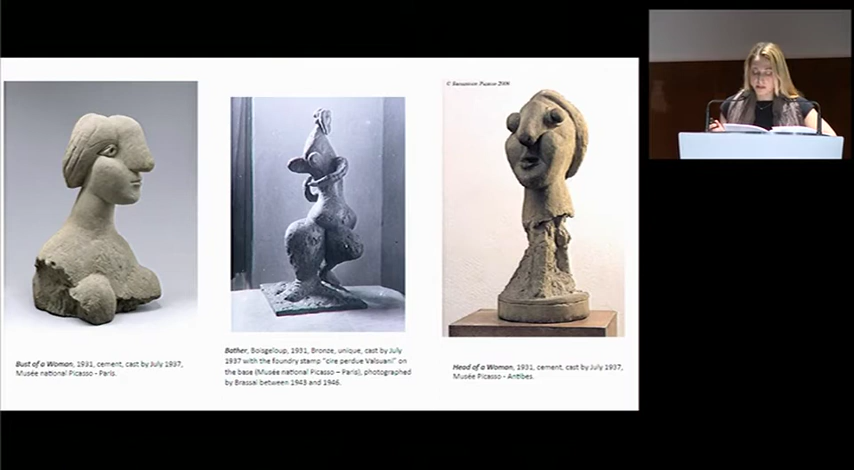 © Succession Picasso 2006
Bust of a Woman, 1931, cement, cast by July 1937,
Musée national Picasso - Paris.
Bather, Boisgeloup, 1931, Bronze, unique, cast by July
1937 with the foundry stamp "cire perdue Valsuani" on
the base (Musée national Picasso – Paris), photographed
by Brassaï between 1943 and 1946.
Head of a Woman, 1931, cement, cast by July 1937,
Musée Picasso - Antibes.